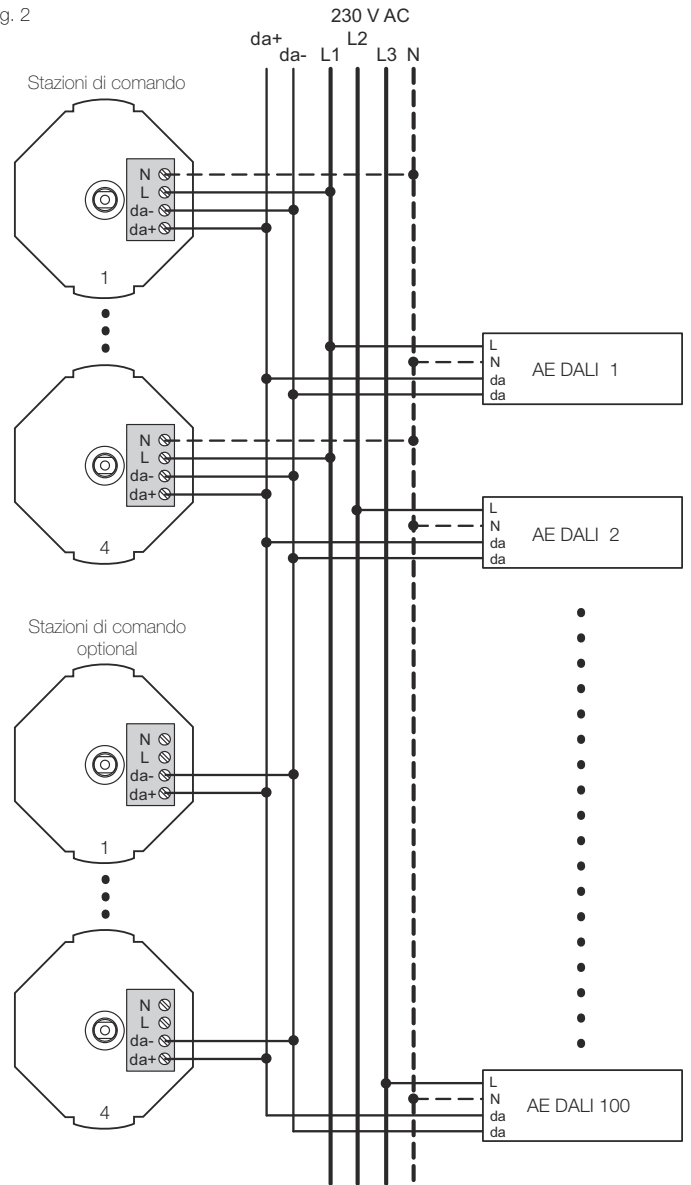 g. 2
230 V AC
da+ da- L1 L2 L3 N
Stazioni di comando
N
L
da-
da+
1
L
N
da
da
AE DALI 1
N
L
da-
da+
4
L
N
da
da
AE DALI 2
Stazioni di comando
optional
N
L
da-
da+
1
N
L
da-
da+
4
L
N
da
da
AE DALI 100